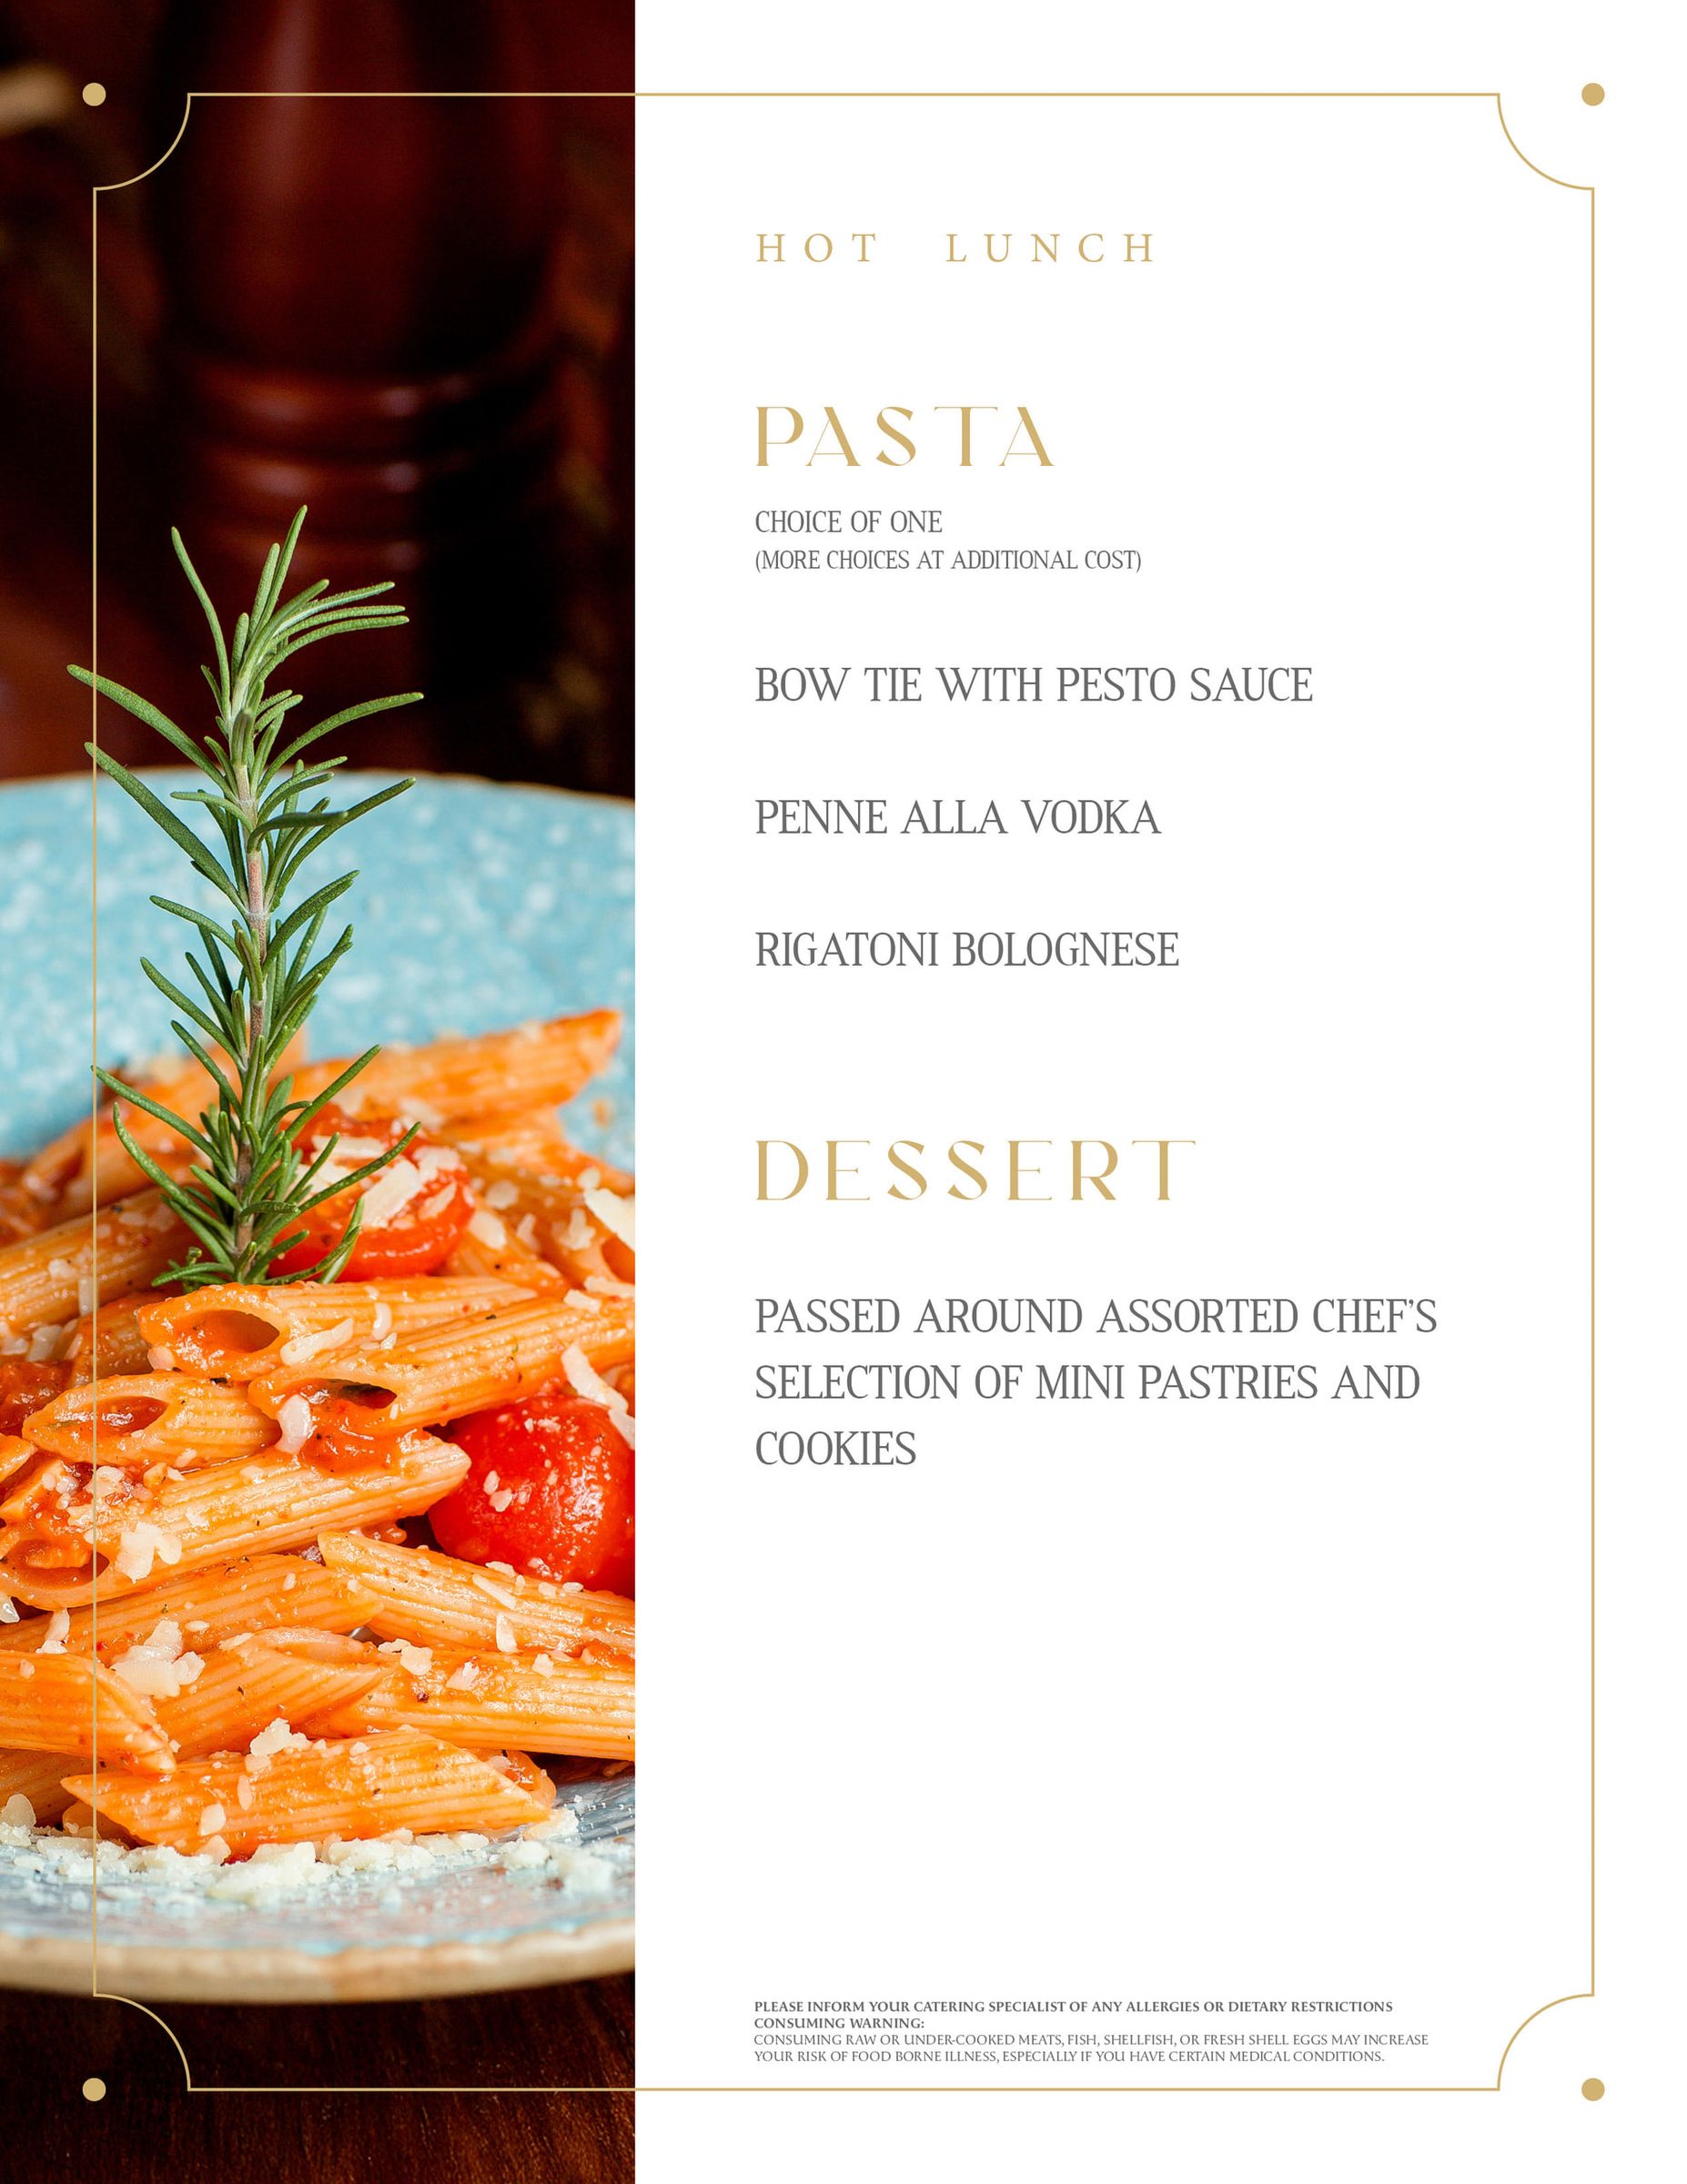 HOT LUNCH
PASTA
CHOICE OF ONE
(MORE CHOICES AT ADDITIONAL COST)
BOW TIE WITH PESTO SAUCE
PENNE ALLA VODKA
RIGATONI BOLOGNESE
DESSERT
PASSED AROUND ASSORTED CHEF'S
SELECTION OF MINI PASTRIES AND
COOKIES
PLEASE INFORM YOUR CATERING SPECIALIST OF ANY ALLERGIES OR DIETARY RESTRICTIONS
CONSUMING WARNING:
CONSUMING RAW OR UNDER-COOKED MEATS, FISH, SHELLFISH, OR FRESH SHELL EGGS MAY INCREASE
YOUR RISK OF FOOD BORNE ILLNESS, ESPECIALLY IF YOU HAVE CERTAIN MEDICAL CONDITIONS.